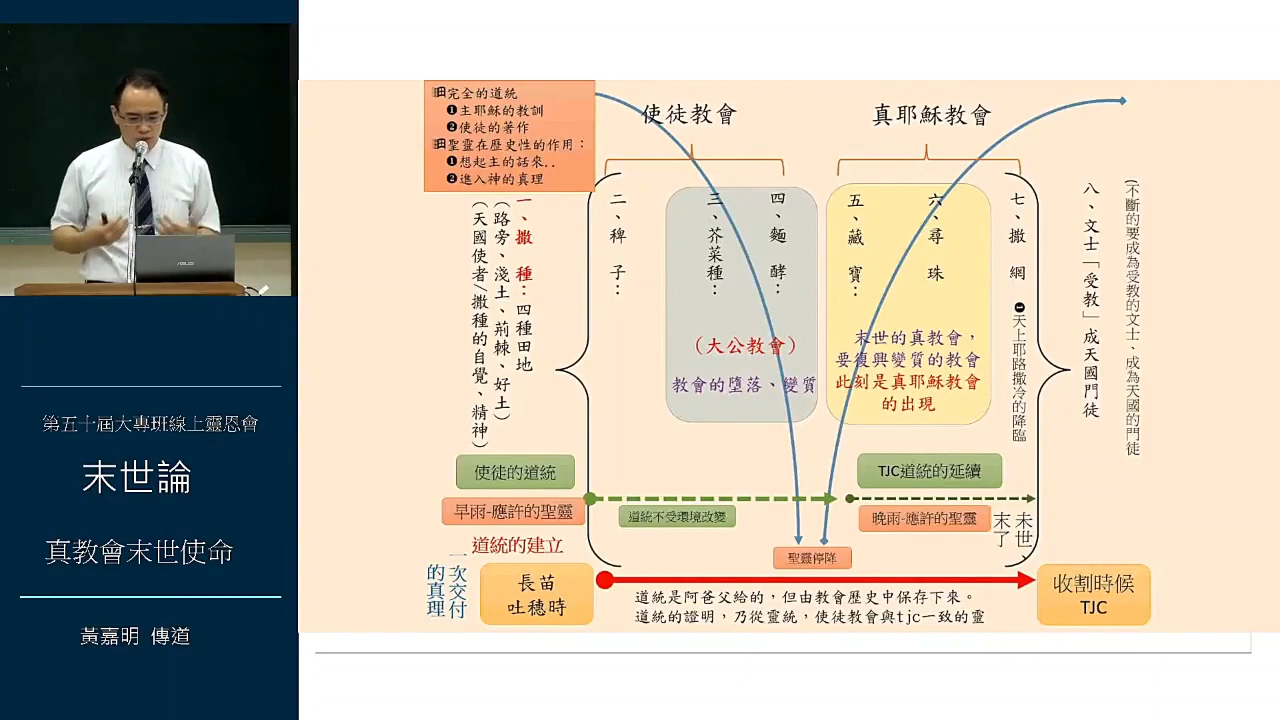 第五十屆大專班線上靈恩會
末世論
真教會末世使命
黃嘉明 傳道
完全的道統
❶主耶穌的教訓
❷使徒的著作
聖靈在歷史性的作用：
❶想起主的話來..
❷進入神的真理
使徒教會
真耶穌教會
一、撒 種：四種田地
(路旁、淺土、荊棘、好土)
(天國使者/撒種的自覺、精神)
二、稗 子：
三、芥菜種：
四、麵 酵：
(大公教會)
教會的墮落、變質
五、藏 寶：
六、尋 珠
末世的真教會，
要復興變質的教會
此刻是真耶穌教會
的出現
七、撒 網
❶天上耶路撒冷的降臨
八、文士「受教」成天國門徒
(不斷的要成為受教的文士、成為天國的門徒
使徒的道統
TJC道統的延續
早雨-應許的聖靈
道統不受環境改變
晚雨-應許的聖靈
末世、
末了
道統的建立
聖靈停降
一次交付
的真理
長苗
吐穗時
道統是阿爸父給的，但由教會歷史中保存下來。
道統的證明，乃從靈統，使徒教會與tjc一致的靈
收割時候
TJC
ASUS